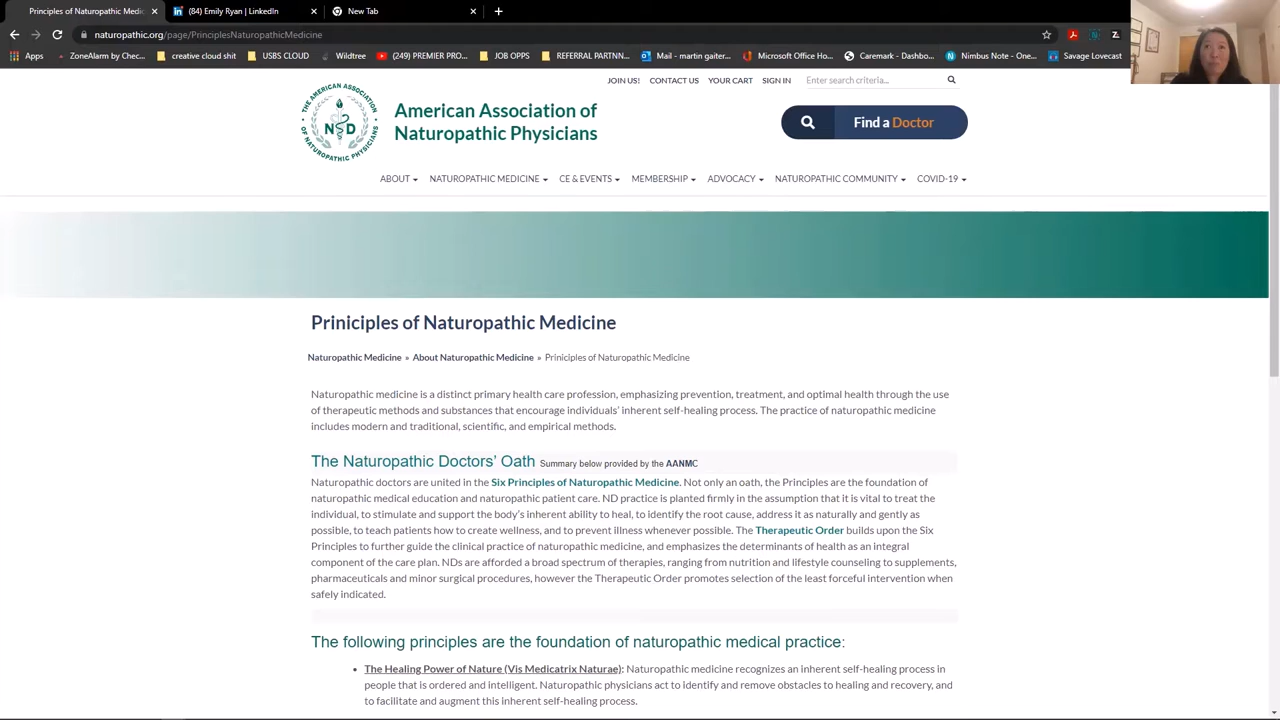 Principles of Naturopathic Medic
(84) Emily Ryan | LinkedIn
New Tab
naturopathic.org/page/PrinciplesNaturopathicMedicine
Apps
ZoneAlarm by Chec...
creative cloud shit
USBS CLOUD
Wildtree
(249) PREMIER PRO...
JOB OPPS
REFERRAL PARTNN...
Mail - martin gaiter...
Microsoft Office Ho...
Caremark - Dashbo...
Nimbus Note - One...
Savage Lovecast
JOIN US!
CONTACT US
YOUR CART
SIGN IN
Enter search criteria...
THE AMERICAN ASSOCIATION
OF NATUROPATHIC PHYSICIANS
N D
American Association of
Naturopathic Physicians
Find a Doctor
ABOUT
NATUROPATHIC MEDICINE
CE & EVENTS
MEMBERSHIP
ADVOCACY
NATUROPATHIC COMMUNITY
COVID-19
Priniciples of Naturopathic Medicine
Naturopathic Medicine » About Naturopathic Medicine » Priniciples of Naturopathic Medicine
Naturopathic medicine is a distinct primary health care profession, emphasizing prevention, treatment, and optimal health through the use
of therapeutic methods and substances that encourage individuals' inherent self-healing process. The practice of naturopathic medicine
includes modern and traditional, scientific, and empirical methods.
The Naturopathic Doctors' Oath Summary below provided by the AANMC
Naturopathic doctors are united in the Six Principles of Naturopathic Medicine. Not only an oath, the Principles are the foundation of
naturopathic medical education and naturopathic patient care. ND practice is planted firmly in the assumption that it is vital to treat the
individual, to stimulate and support the body's inherent ability to heal, to identify the root cause, address it as naturally and gently as
possible, to teach patients how to create wellness, and to prevent illness whenever possible. The Therapeutic Order builds upon the Six
Principles to further guide the clinical practice of naturopathic medicine, and emphasizes the determinants of health as an integral
component of the care plan. NDs are afforded a broad spectrum of therapies, ranging from nutrition and lifestyle counseling to supplements,
pharmaceuticals and minor surgical procedures, however the Therapeutic Order promotes selection of the least forceful intervention when
safely indicated.
The following principles are the foundation of naturopathic medical practice:
• The Healing Power of Nature (Vis Medicatrix Naturae): Naturopathic medicine recognizes an inherent self-healing process in
people that is ordered and intelligent. Naturopathic physicians act to identify and remove obstacles to healing and recovery, and
to facilitate and augment this inherent self-healing process.